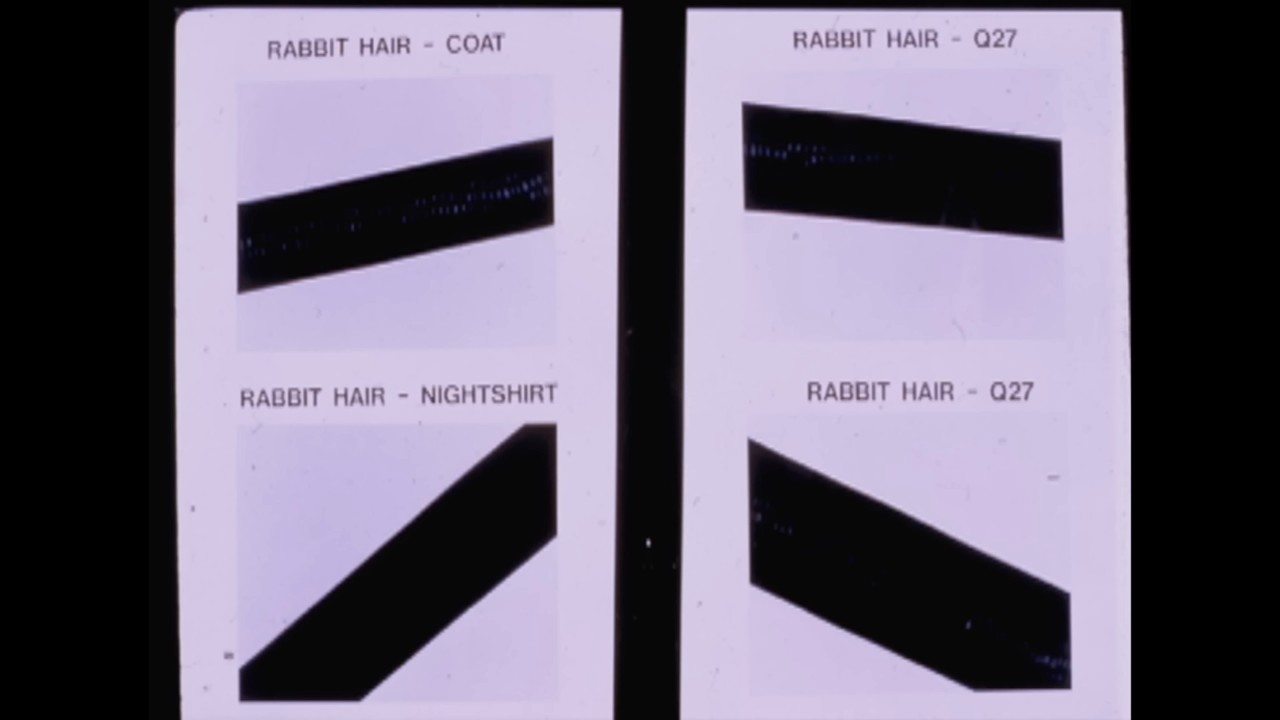 RABBIT HAIR - COAT
RABBIT HAIR - NIGHTSHIRT
RABBIT HAIR - Q27
RABBIT HAIR - Q27